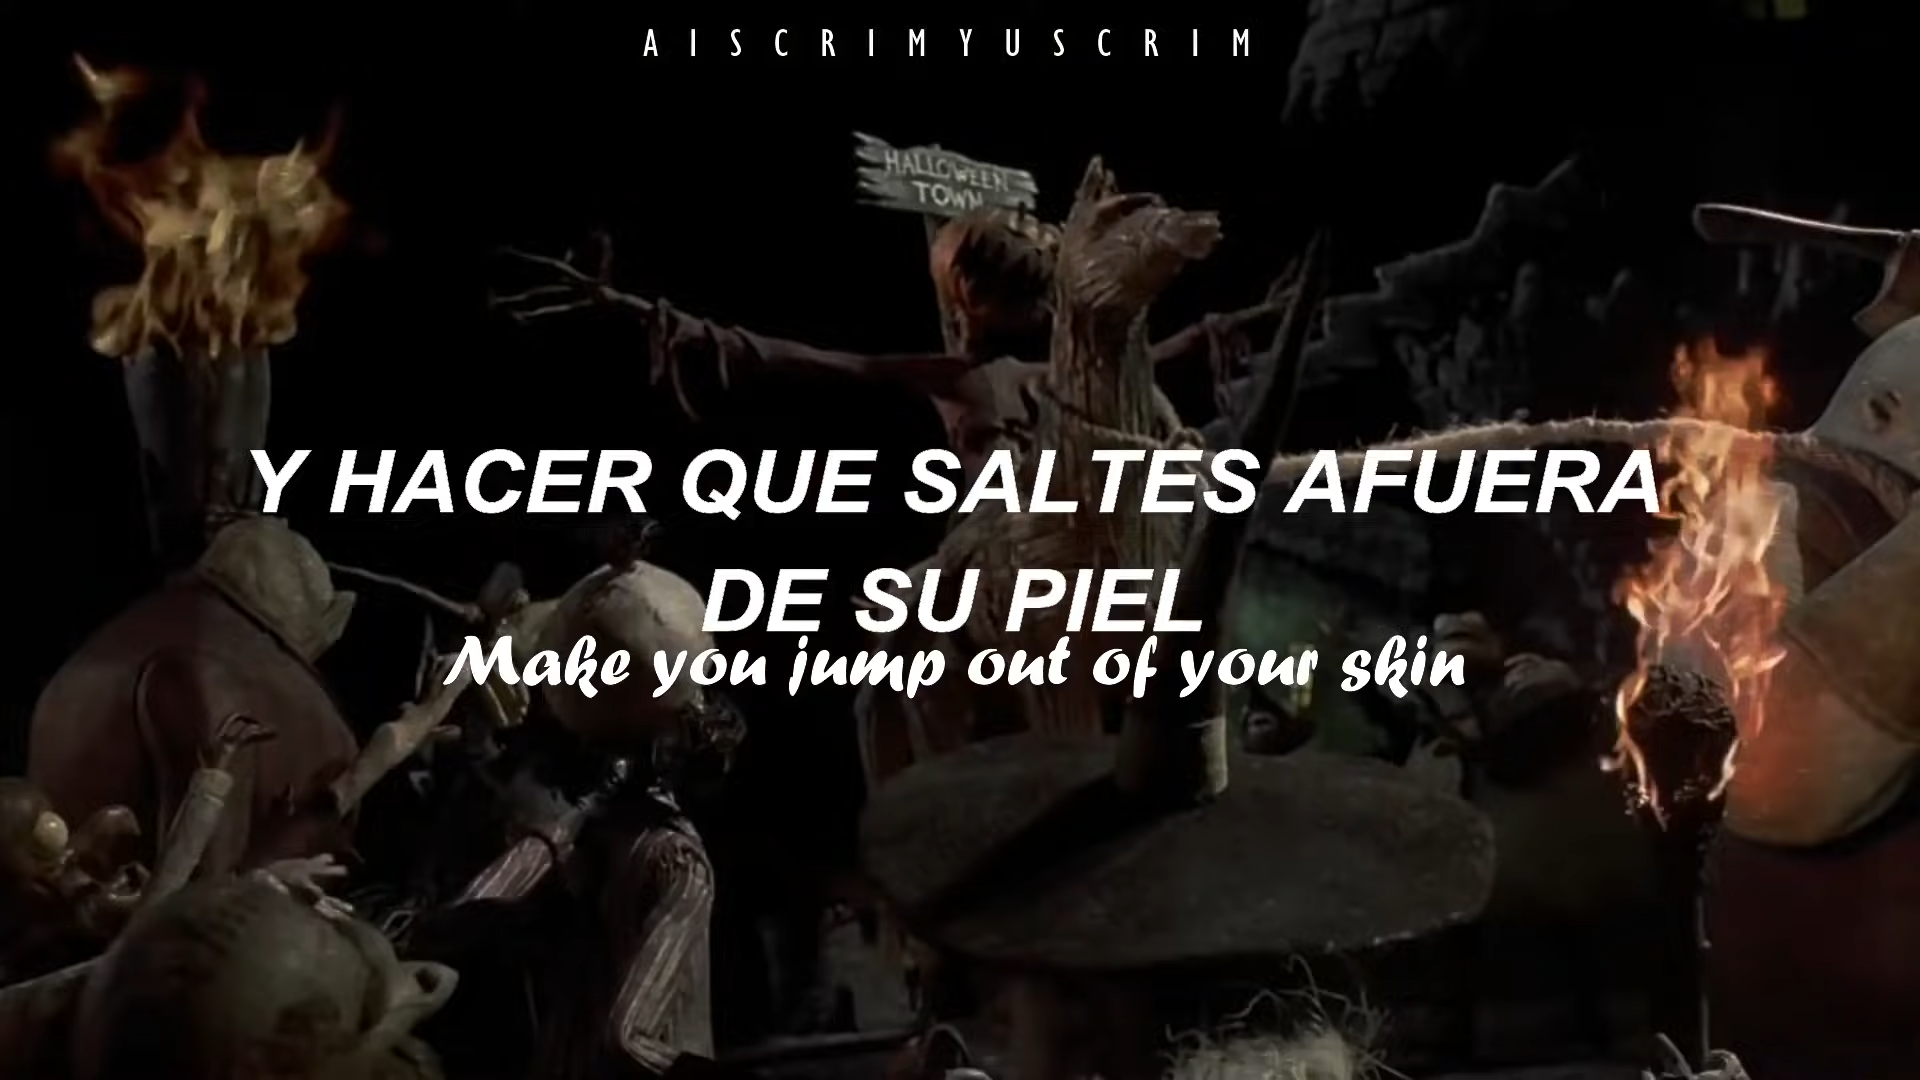 AISCRIMYUSCRIM
HALLOWEEN
TOWN
Y HACER QUE SALTES AFUERA
DE SU PIEL
Make you jump out of your skin